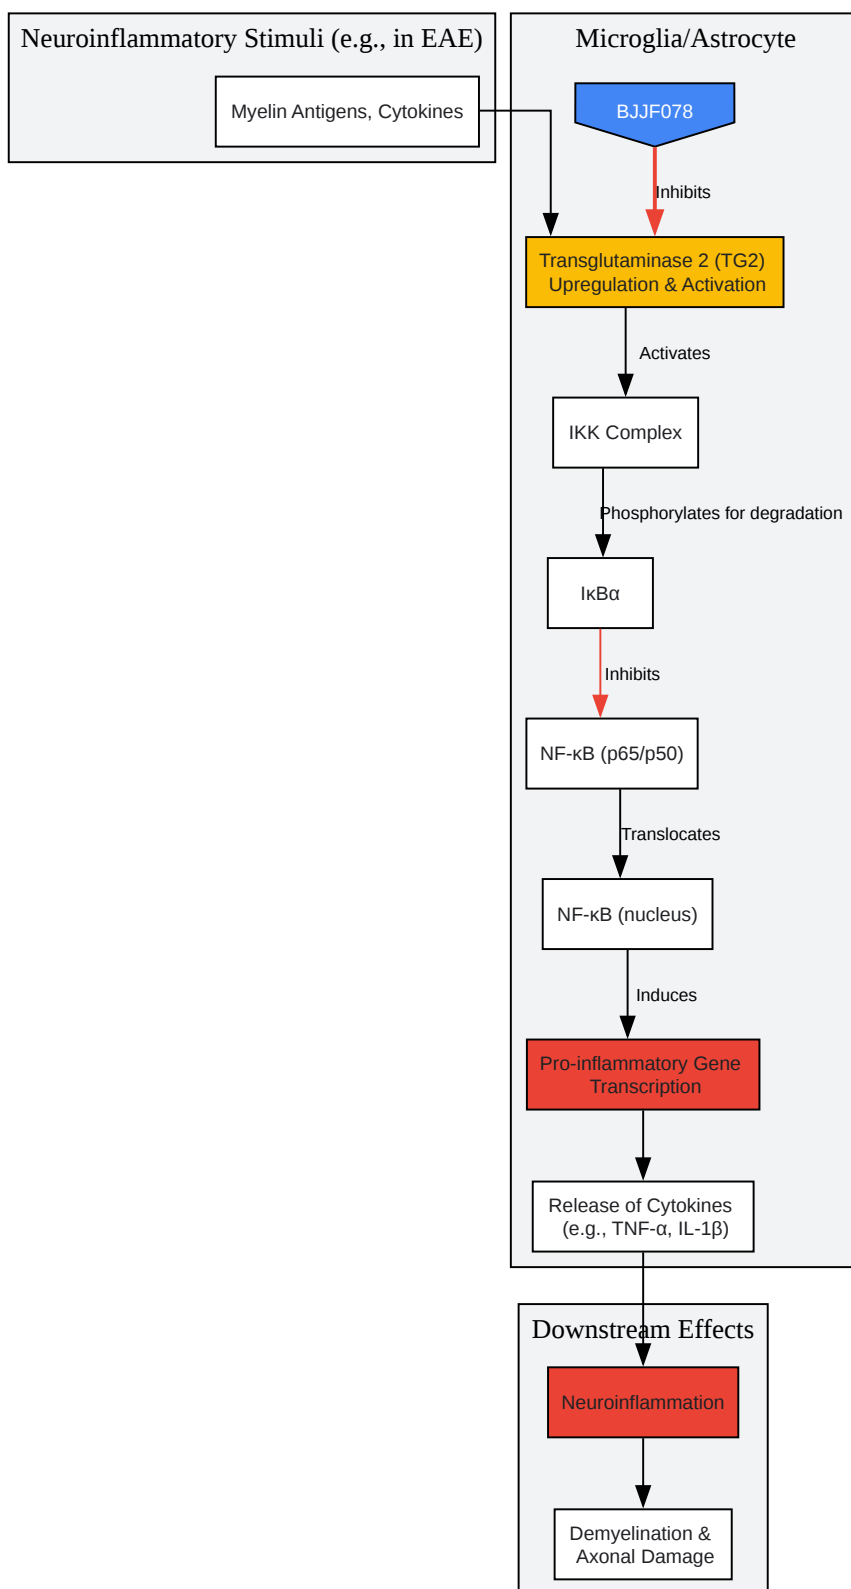 Neuroinflammatory Stimuli (e.g., in EAE)
Myelin Antigens, Cytokines
Microglia/Astrocyte
BJJF078
Inhibits
Transglutaminase 2 (TG2)
Upregulation & Activation
Activates
IKK Complex
Phosphorylates for degradation
IκBα
Inhibits
NF-κB (p65/p50)
Translocates
NF-κB (nucleus)
Induces
Pro-inflammatory Gene
Transcription
Release of Cytokines
(e.g., TNF-α, IL-1β)
Downstream Effects
Neuroinflammation
Demyelination &
Axonal Damage